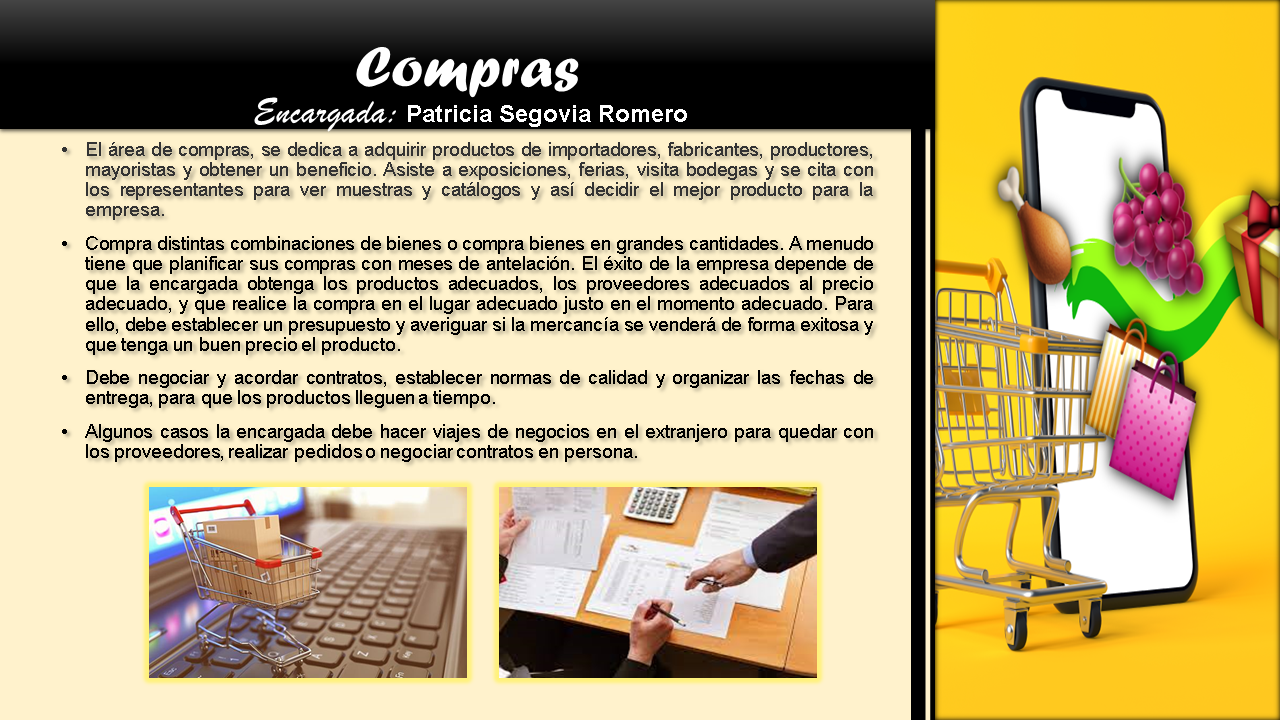 Compras
Encargada: Patricia Segovia Romero
• El área de compras, se dedica a adquirir productos de importadores, fabricantes, productores,
mayoristas y obtener un beneficio. Asiste a exposiciones, ferias, visita bodegas y se cita con
los representantes para ver muestras y catálogos y así decidir el mejor producto para la
empresa.
• Compra distintas combinaciones de bienes o compra bienes en grandes cantidades. A menudo
tiene que planificar sus compras con meses de antelación. El éxito de la empresa depende de
que la encargada obtenga los productos adecuados, los proveedores adecuados al precio
adecuado, y que realice la compra en el lugar adecuado justo en el momento adecuado. Para
ello, debe establecer un presupuesto y averiguar si la mercancía se venderá de forma exitosa y
que tenga un buen precio el producto.
• Debe negociar y acordar contratos, establecer normas de calidad y organizar las fechas de
entrega, para que los productos lleguen a tiempo.
• Algunos casos la encargada debe hacer viajes de negocios en el extranjero para quedar con
los proveedores, realizar pedidos o negociar contratos en persona.